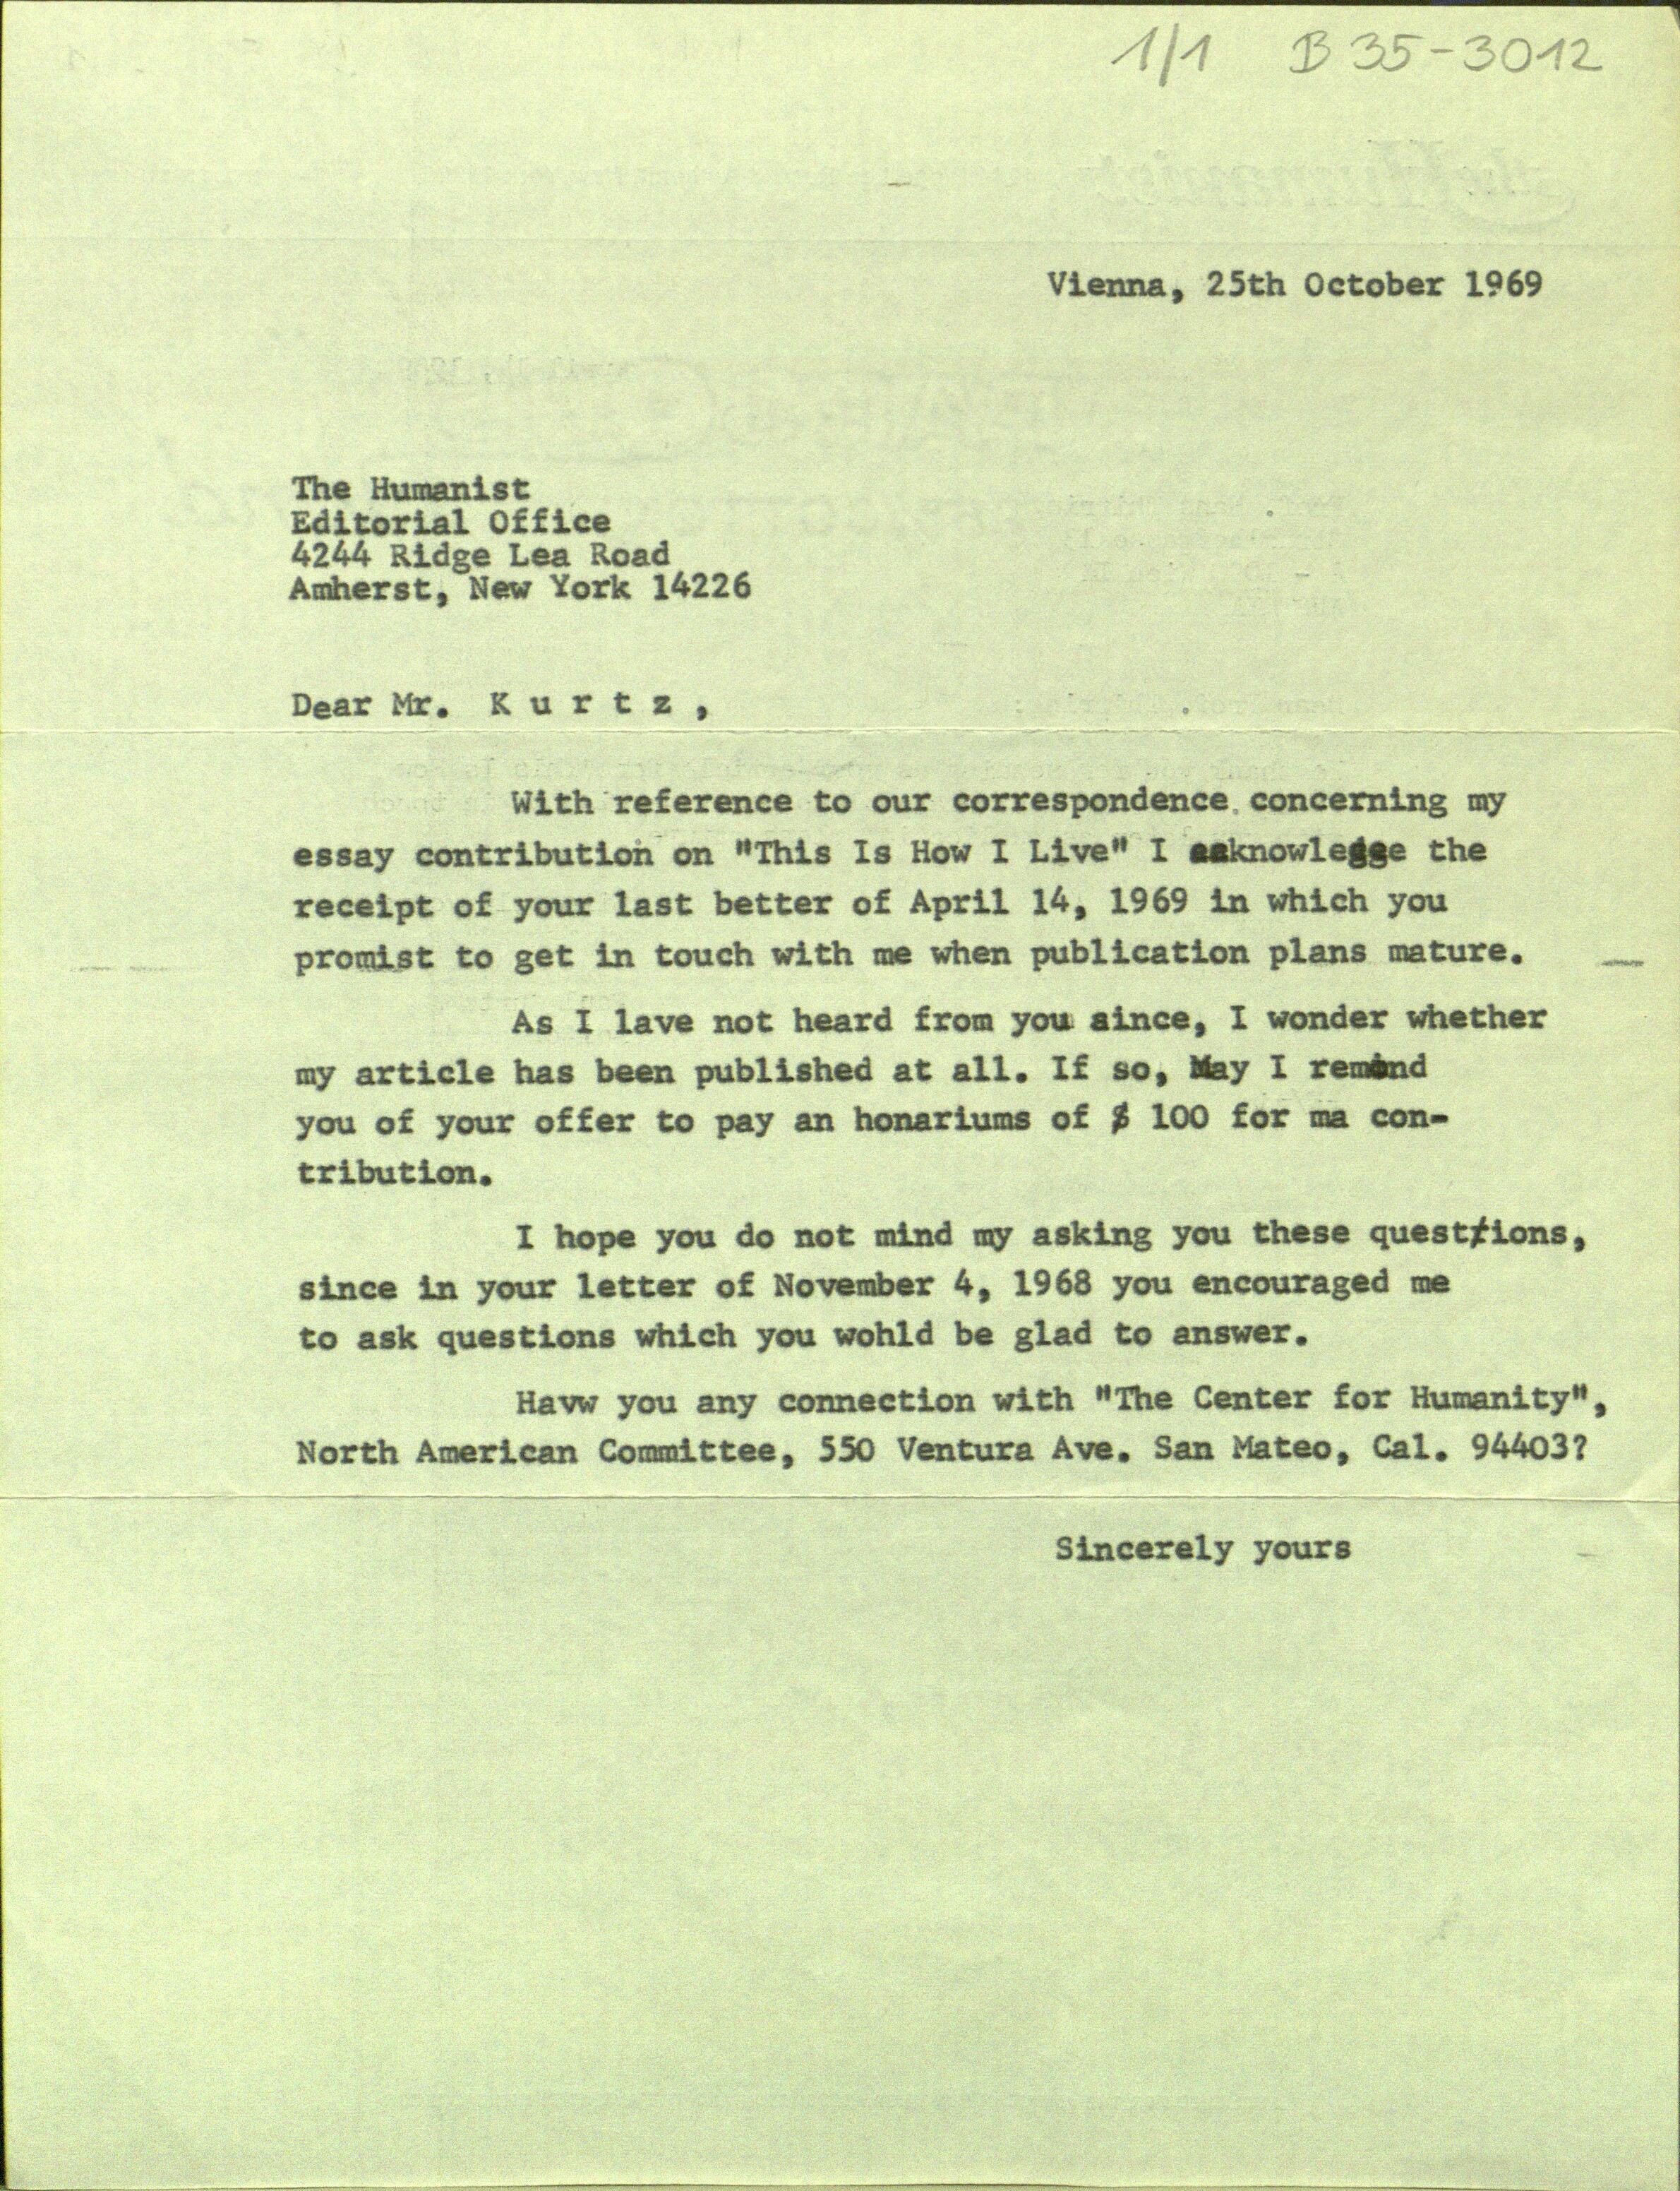 1/1 B 35-3012
Vienna, 25th October 1969
The Humanist
Editorial Office
4244 Ridge Lea Road
Amherst, New York 14226
Dear Mr. K u r t z ,
With reference to our correspondence concerning my
essay contribution on "This Is How I Live" I aaknowlegge the
receipt of your last better of April 14, 1969 in which you
promist to get in touch with me when publication plans mature.
As I lave not heard from you aince, I wonder whether
my article has been published at all. If so, May I remind
you of your offer to pay an honariums of $ 100 for ma con-
tribution.
I hope you do not mind my asking you these questions,
since in your letter of November 4, 1968 you encouraged me
to ask questions which you wohld be glad to answer.
Havw you any connection with "The Center for Humanity",
North American Committee, 550 Ventura Ave. San Mateo, Cal. 94403?
Sincerely yours